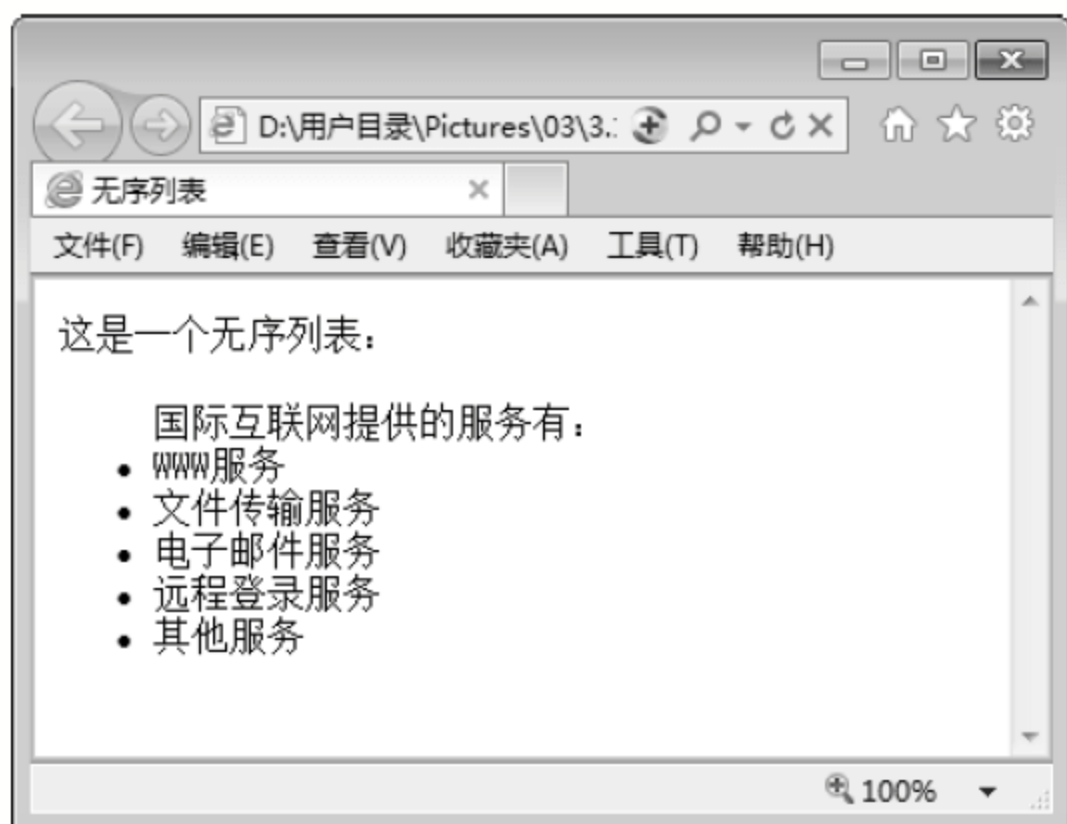 D:\用户目录\Pictures\03\3.
无序列表
文件(F) 编辑(E) 查看(V) 收藏夹(A) 工具(T) 帮助(H)
这是一个无序列表:
国际互联网提供的服务有:
• WWW服务
• 文件传输服务
• 电子邮件服务
• 远程登录服务
• 其他服务
100%